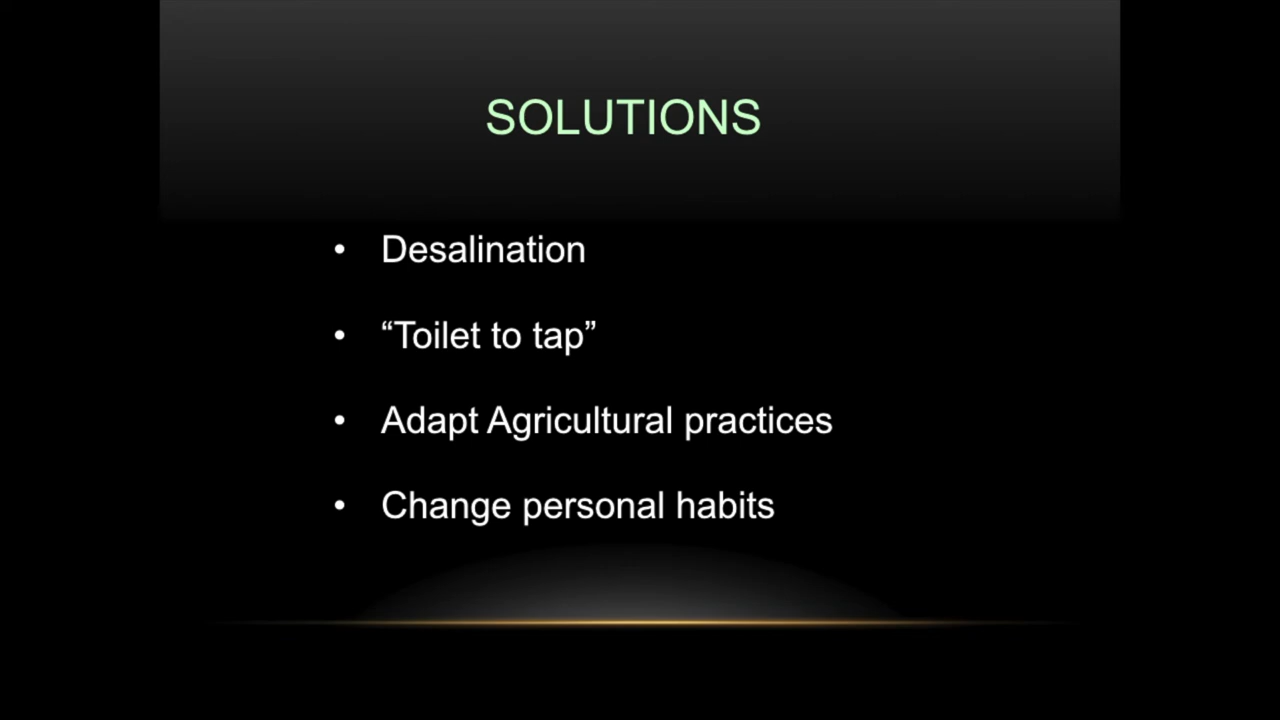 SOLUTIONS
• Desalination
• “Toilet to tap”
• Adapt Agricultural practices
• Change personal habits